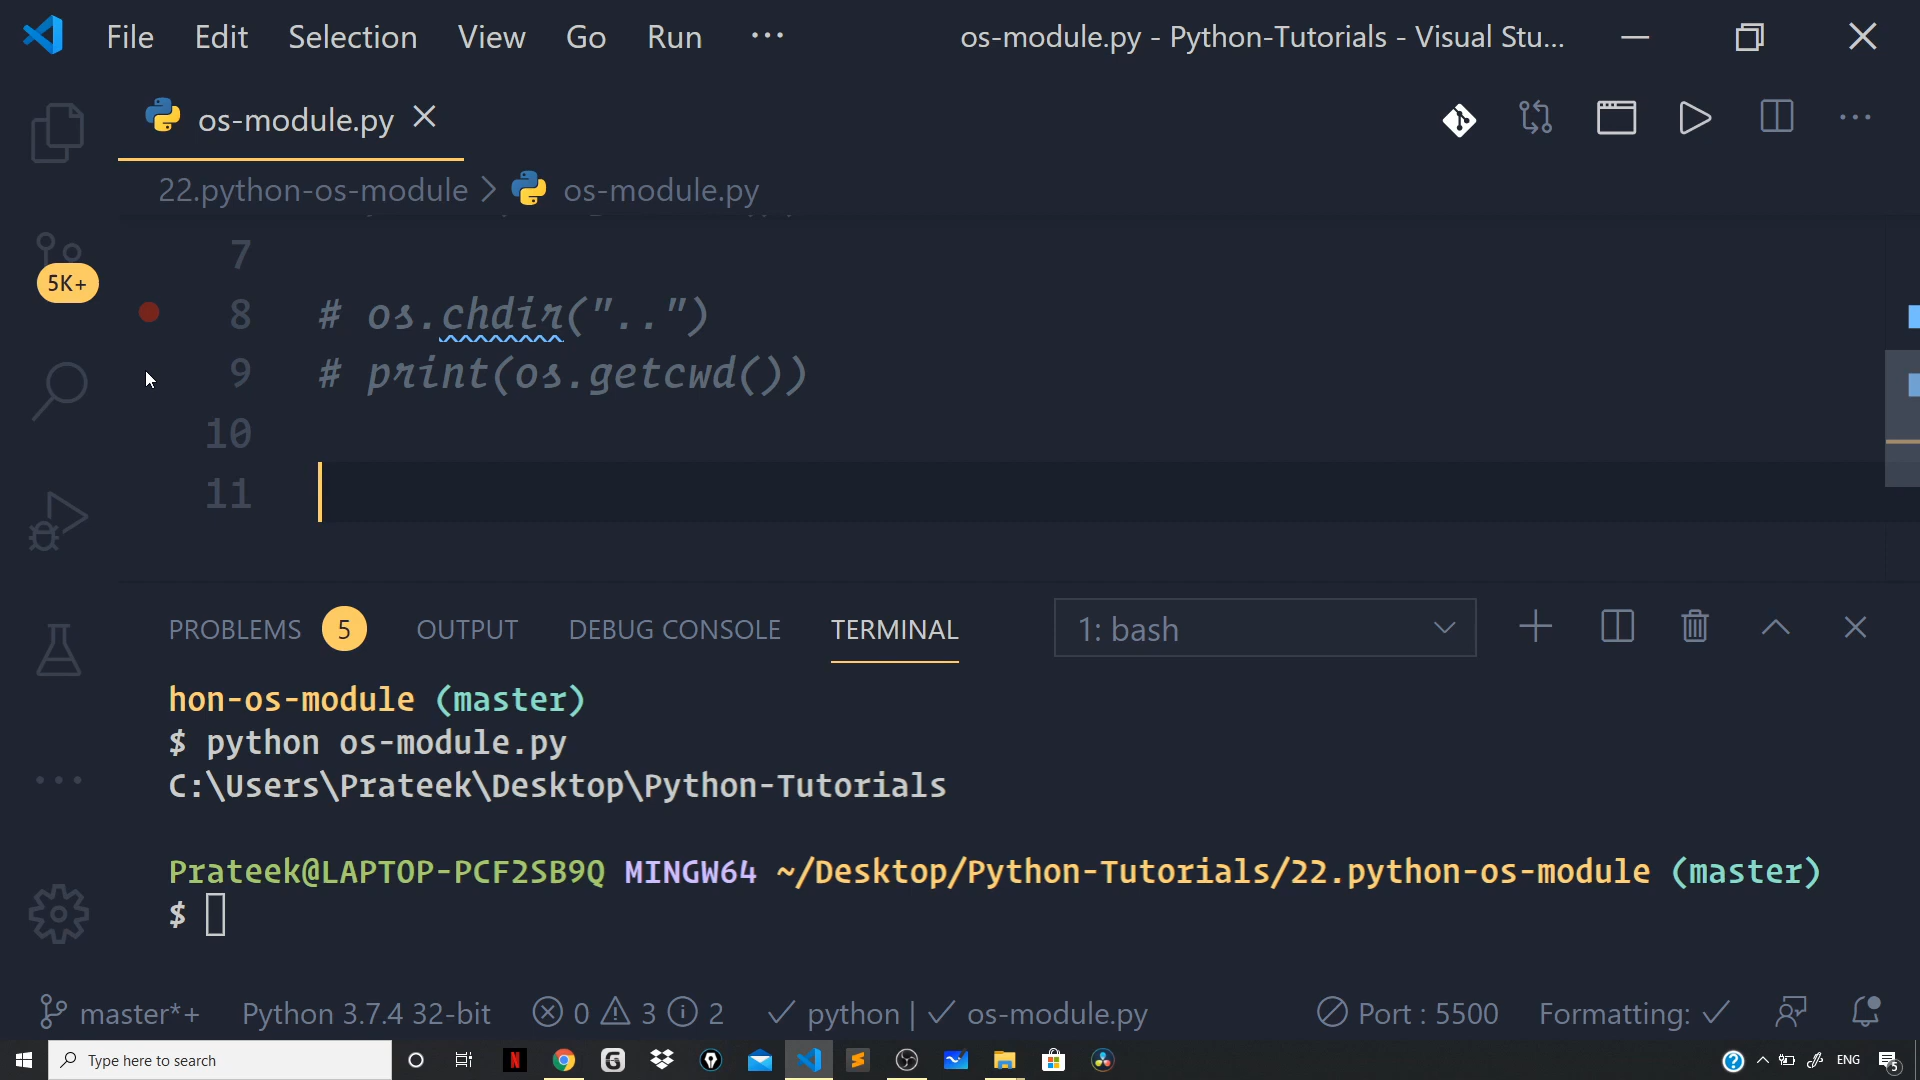 File Edit Selection View Go Run ··· os-module.py - Python-Tutorials - Visual Stu...
os-module.py
22.python-os-module > os-module.py
7
5K+
8 # os.chdir("..")
9 # print(os.getcwd())
10
11
PROBLEMS 5 OUTPUT DEBUG CONSOLE TERMINAL 1: bash
hon-os-module (master)
$ python os-module.py
C:\Users\Prateek\Desktop\Python-Tutorials
Prateek@LAPTOP-PCF2SB9Q MINGW64 ~/Desktop/Python-Tutorials/22.python-os-module (master)
$
master*+ Python 3.7.4 32-bit 0 3 2 ✓ python | ✓ os-module.py Port : 5500 Formatting: ✓
Type here to search N G ENG 5